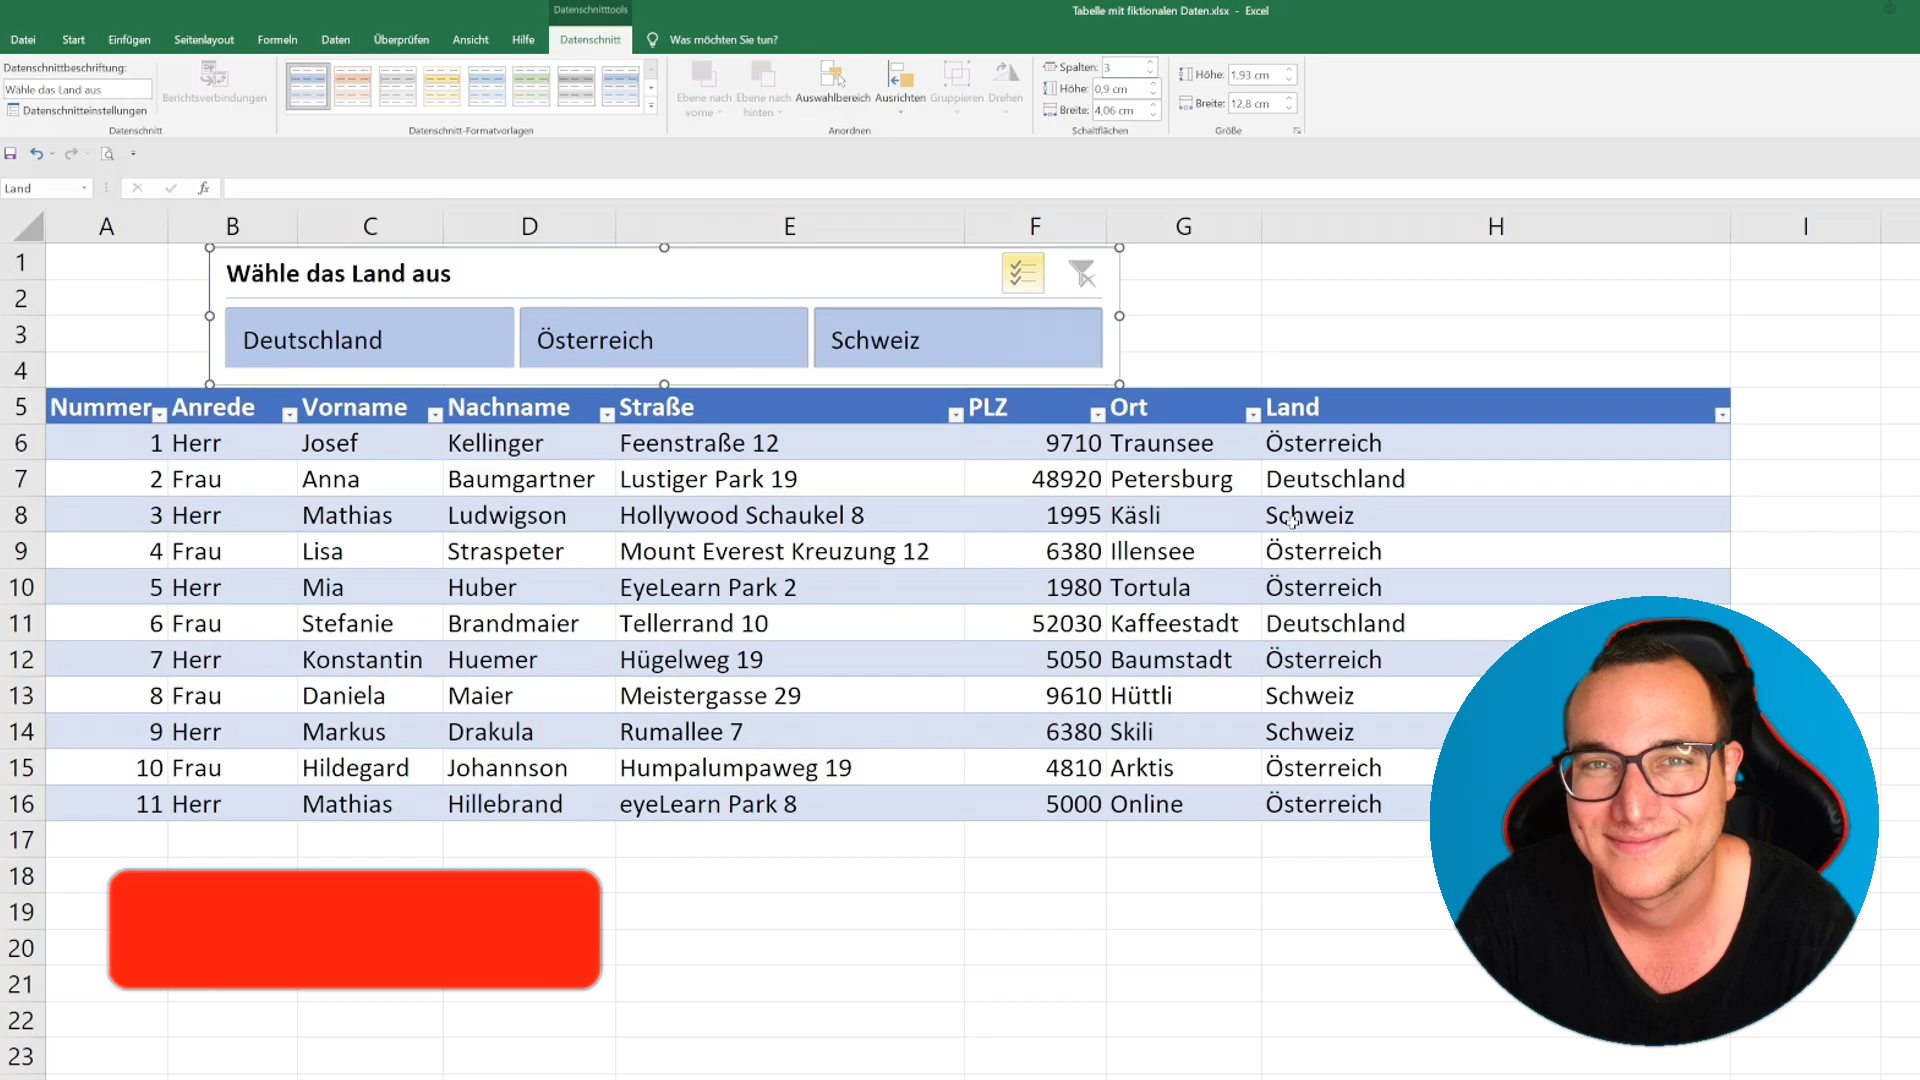 Datenschnitttools
Tabelle mit fiktionalen Daten.xlsx - Excel
Datei Start Einfügen Seitenlayout Formeln Daten Überprüfen Ansicht Hilfe Datenschnitt Was möchten Sie tun?
Datenschnittbeschriftung:
Wähle das Land aus
Datenschnitteinstellungen
Berichtsverbindungen
Datenschnitt
Datenschnitt-Formatvorlagen
Ebene nach vorne
Ebene nach hinten
Auswahlbereich
Ausrichten
Gruppieren
Drehen
Anordnen
Spalten: 3
Höhe: 0,9 cm
Breite: 4,06 cm
Schaltflächen
Höhe: 1,93 cm
Breite: 12,8 cm
Größe
Land fx
A B C D E F G H I
1
2
3
4
Wähle das Land aus
Deutschland Österreich Schweiz
5 Nummer Anrede Vorname Nachname Straße PLZ Ort Land
6 1 Herr Josef Kellinger Feenstraße 12 9710 Traunsee Österreich
7 2 Frau Anna Baumgartner Lustiger Park 19 48920 Petersburg Deutschland
8 3 Herr Mathias Ludwigson Hollywood Schaukel 8 1995 Käsli Schweiz
9 4 Frau Lisa Straspeter Mount Everest Kreuzung 12 6380 Illensee Österreich
10 5 Herr Mia Huber EyeLearn Park 2 1980 Tortula Österreich
11 6 Frau Stefanie Brandmaier Tellerrand 10 52030 Kaffeestadt Deutschland
12 7 Herr Konstantin Huemer Hügelweg 19 5050 Baumstadt Österreich
13 8 Frau Daniela Maier Meistergasse 29 9610 Hüttli Schweiz
14 9 Herr Markus Drakula Rumallee 7 6380 Skili Schweiz
15 10 Frau Hildegard Johannson Humpalumpaweg 19 4810 Arktis Österreich
16 11 Herr Mathias Hillebrand eyeLearn Park 8 5000 Online Österreich
17
18
19
20
21
22
23